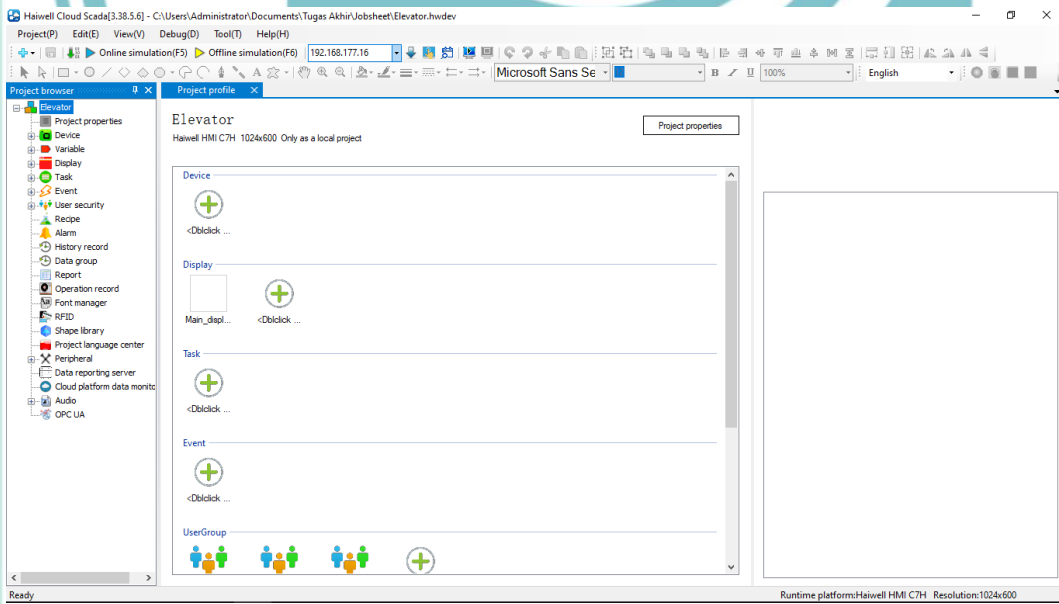 Haiwell Cloud Scada[3.38.5.6] - C:\Users\Administrator\Documents\Tugas Akhir\Jobsheet\Elevator.hwdev
Project(P) Edit(E) View(V) Debug(D) Tool(T) Help(H)
Online simulation(F5) Offline simulation(F6) 192.168.177.16
A Microsoft Sans Se B I U 100% English
Project browser
Project profile
Elevator
Project properties
Device
Variable
Display
Task
Event
User security
Recipe
Alarm
History record
Data group
Report
Operation record
Font manager
RFID
Shape library
Project language center
Peripheral
Data reporting server
Cloud platform data monito
Audio
OPC UA
Elevator
Haiwell HMI C7H 1024x600 Only as a local project
Project properties
Device
<Dblclick ...
Display
Main_displ... <Dblclick ...
Task
<Dblclick ...
Event
<Dblclick ...
UserGroup
Ready
Runtime platform:Haiwell HMI C7H Resolution:1024x600